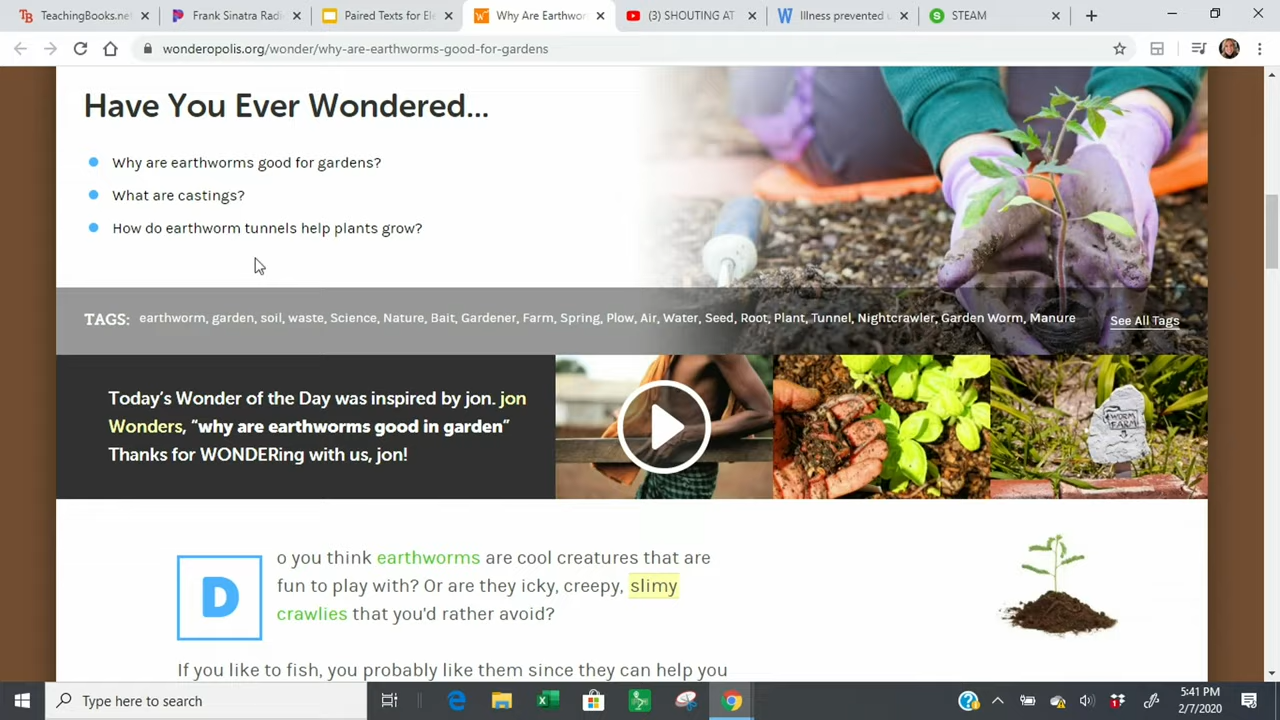 TeachingBooks.ne
Frank Sinatra Radi
Paired Texts for Ele
Why Are Earthwor
(3) SHOUTING AT
Illness prevented u
STEAM
wonderopolis.org/wonder/why-are-earthworms-good-for-gardens
Have You Ever Wondered...
Why are earthworms good for gardens?
What are castings?
How do earthworm tunnels help plants grow?
TAGS: earthworm, garden, soil, waste, Science, Nature, Bait, Gardener, Farm, Spring, Plow, Air, Water, Seed, Root, Plant, Tunnel, Nightcrawler, Garden Worm, Manure
See All Tags
Today's Wonder of the Day was inspired by jon. jon
Wonders, "why are earthworms good in garden"
Thanks for WONDERing with us, jon!
WORM
FARM
Do you think earthworms are cool creatures that are
fun to play with? Or are they icky, creepy, slimy
crawlies that you'd rather avoid?
If you like to fish, you probably like them since they can help you
Type here to search
5:41 PM
2/7/2020